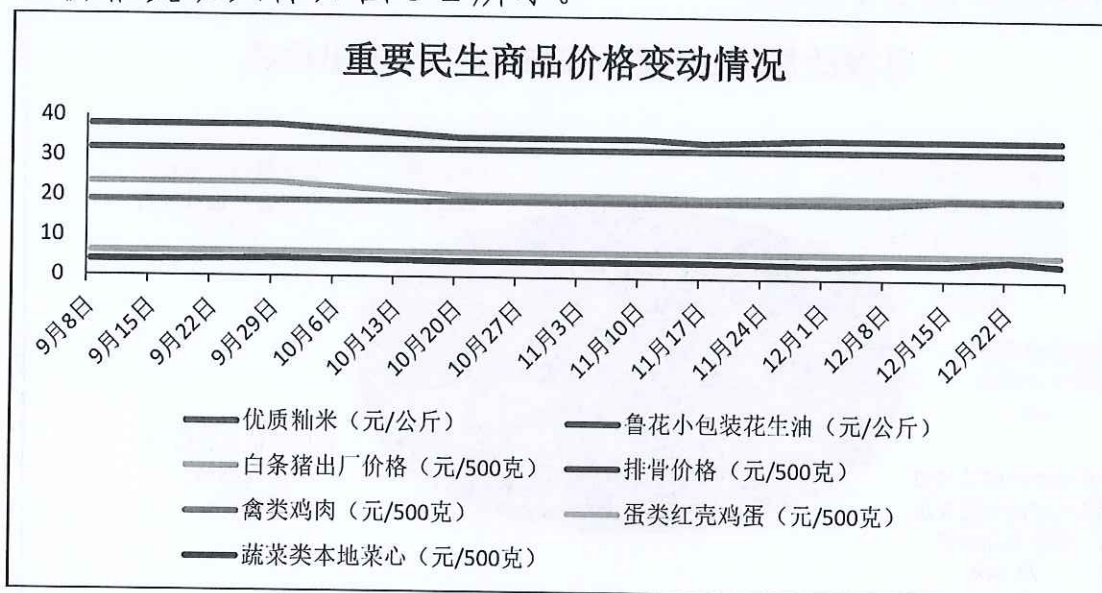 重要民生商品价格变动情况
40
30
20
10
0
9月8日
9月15日
9月22日
9月29日
10月6日
10月13日
10月20日
10月27日
11月3日
11月10日
11月17日
11月24日
12月1日
12月8日
12月15日
12月22日
优质籼米（元/公斤）
鲁花小包装花生油（元/公斤）
白条猪出厂价格（元/500克）
排骨价格（元/500克）
禽类鸡肉（元/500克）
蛋类红壳鸡蛋（元/500克）
蔬菜类本地菜心（元/500克）